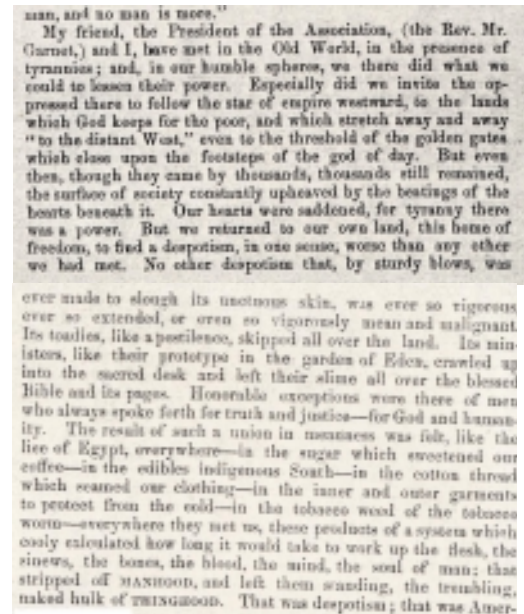 man, and no man is more."
My friend, the President of the Association, (the Rev. Mr.
Garnet,) and I, have met in the Old World, in the presence of
tyrannies; and, in our humble spheres, we there did what we
could to lessen their power. Especially did we invite the op-
pressed there to follow the star of empire westward, to the lands
which God keeps for the poor, and which stretch away and away
"to the distant West," even to the threshold of the golden gates
which close upon the footsteps of the god of day. But even
then, though they came by thousands, thousands still remained,
the surface of society constantly upheaved by the beatings of the
hearts beneath it. Our hearts were saddened, for tyranny there
was a power. But we returned to our own land, this home of
freedom, to find a despotism, in one sense, worse than any other
we had met. No other despotism that, by sturdy blows, was
ever made to slough its unctuous skin, was ever so rigorous
ever so extended, or even so vigorously mean and malignant
Its toadies, like a pestilence, skipped all over the land. Its min-
isters, like their prototype in the garden of Eden, crawled up
into the sacred desk and left their slime all over the blessed
Bible and its pages. Honorable exceptions were there of men
who always spoke forth for truth and justice—for God and human-
ity. The result of such a union in meanness was felt, like the
lice of Egypt, everywhere—in the sugar which sweetened our
coffee—in the edibles indigenous South—in the cotton thread
which seamed our clothing—in the inner and outer garments
to protect from the cold—in the tobacco weed of the tobacco
worm—everywhere they met us, these products of a system which
cooly calculated how long it would take to work up the flesh, the
sinews, the bones, the blood, the mind, the soul of man; that
stripped off MANHOOD, and left them standing, the trembling,
naked hulk of THINGHOOD. That was despotism; that was Amer-